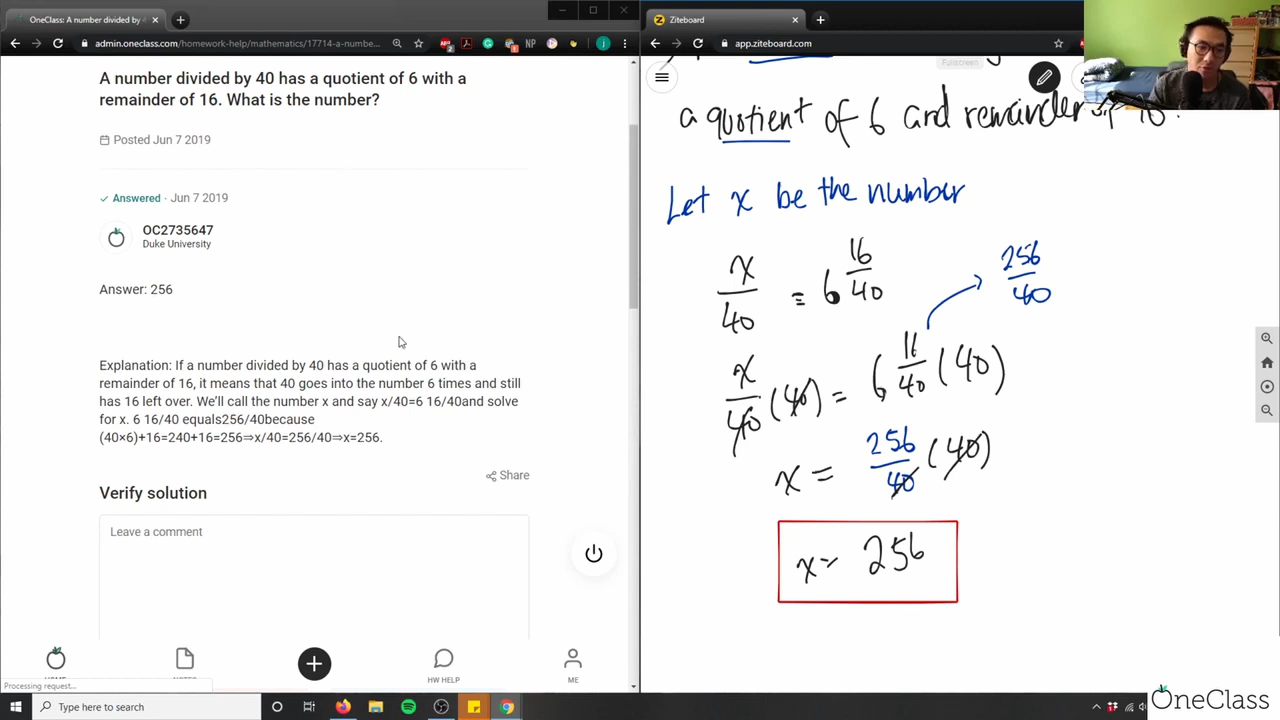 OneClass: A number divided by 4
Ziteboard
admin.oneclass.com/homework-help/mathematics/17714-a-numbe...
NP
j
app.ziteboard.com
Fullscreen
A number divided by 40 has a quotient of 6 with a
remainder of 16. What is the number?
Posted Jun 7 2019
Answered · Jun 7 2019
OC2735647
Duke University
Answer: 256
Explanation: If a number divided by 40 has a quotient of 6 with a
remainder of 16, it means that 40 goes into the number 6 times and still
has 16 left over. We'll call the number x and say x/40=6 16/40and solve
for x. 6 16/40 equals256/40because
(40×6)+16=240+16=256⇒x/40=256/40⇒x=256.
Share
Verify solution
Leave a comment
HW HELP
ME
Processing request...
Type here to search
a quotient of 6 and remainder of
Let x be the number
x/40 = 6 16/40
256/40
x/40 (40) = 6 16/40 (40)
x = 256/40 (40)
x = 256
OneClass